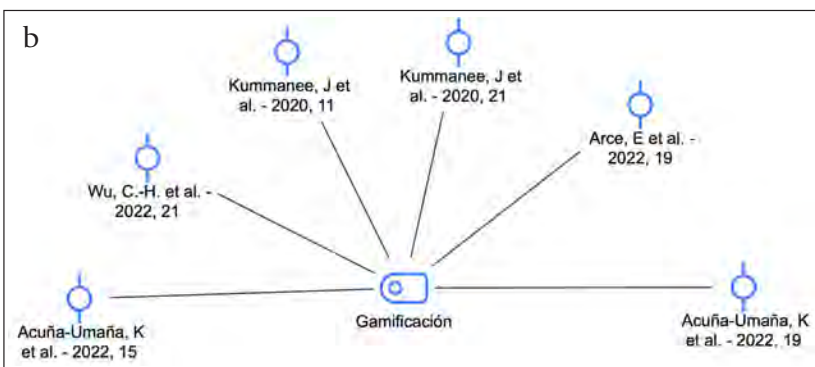 b
Kummanee, J et
al. - 2020, 11
Kummanee, J et
al. - 2020, 21
Arce, E et al. -
2022, 19
Wu, C.-H. et al. -
2022, 21
Acuña-Umaña, K
et al. - 2022, 15
Gamificación
Acuña-Umaña, K
et al. - 2022, 19